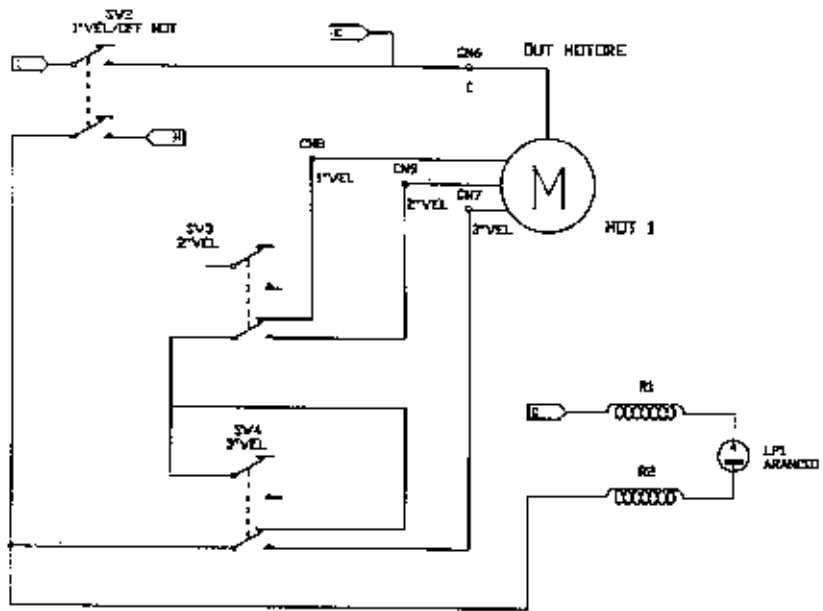 SW2
1°VEL/OFF MOT
C
CN6
OUT MOTORE
C
N
CN8
1°VEL
CN9
2°VEL
CN7
3°VEL
M
MOT 1
SW3
2°VEL
SW4
3°VEL
R1
C
LP1
ARANCIO
R2